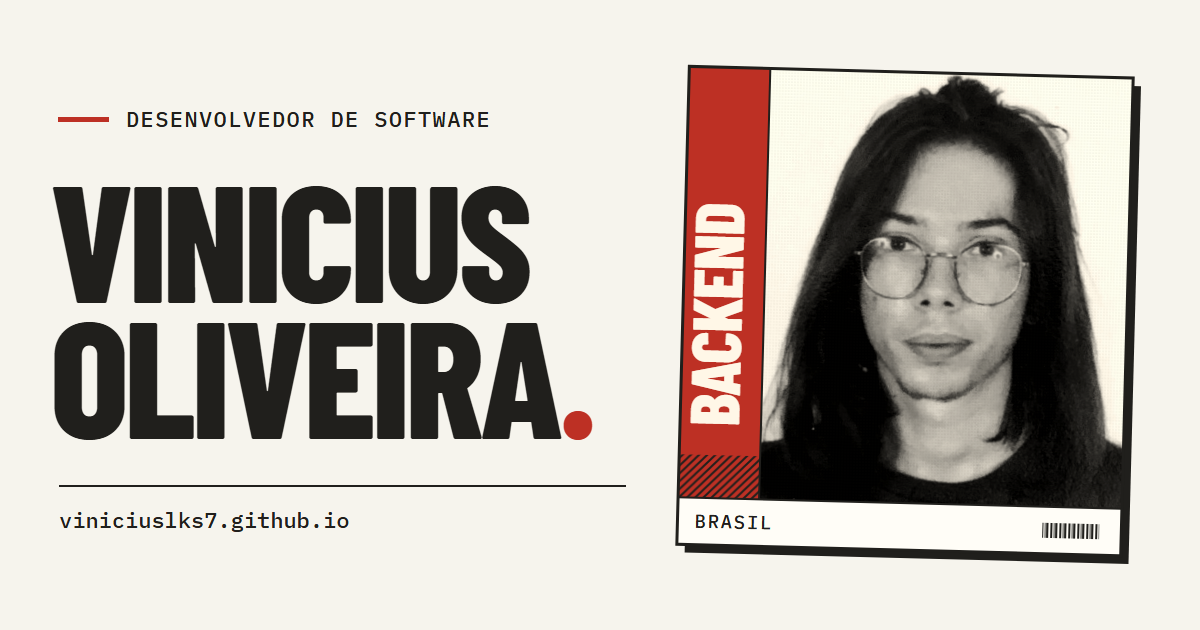 DESENVOLVEDOR DE SOFTWARE
VINICIUS
OLIVEIRA.
viniciuslks7.github.io
BACKEND
BRASIL